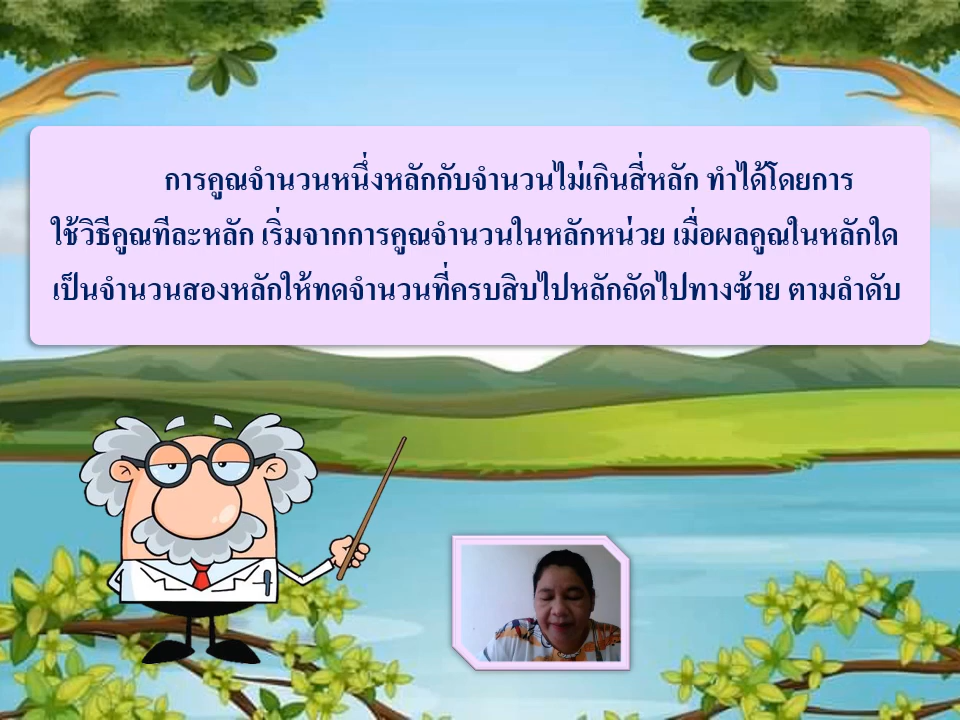 การคูณจำนวนหนึ่งหลักกับจำนวนไม่เกินสี่หลัก ทำได้โดยการ
ใช้วิธีคูณทีละหลัก เริ่มจากการคูณจำนวนในหลักหน่วย เมื่อผลคูณในหลักใด
เป็นจำนวนสองหลักให้ทดจำนวนที่ครบสิบไปหลักถัดไปทางซ้าย ตามลำดับ